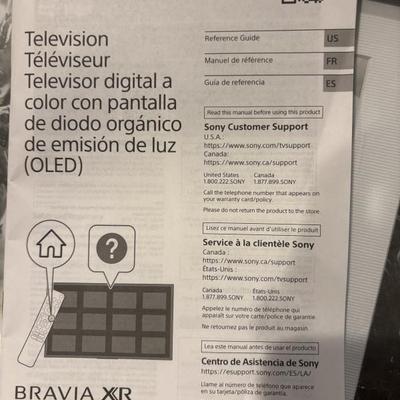 Television
Téléviseur
Televisor digital a
color con pantalla
de diodo orgánico
de emisión de luz
(OLED)
?
BRAVIA XR
Reference Guide US
Manuel de référence FR
Guía de referencia ES
Read this manual before using this product
Sony Customer Support
U.S.A.:
https://www.sony.com/tvsupport
Canada:
https://www.sony.ca/support
United States Canada
1.800.222.SONY 1.877.899.SONY
Call the telephone number that appears on
your warranty card/policy.
Please do not return the product to the store.
Lisez ce manuel avant d'utiliser le produit
Service à la clientèle Sony
Canada :
https://www.sony.ca/support
États-Unis :
https://www.sony.com/tvsupport
Canada États-Unis
1.877.899.SONY 1.800.222.SONY
Appelez le numéro de téléphone qui
apparaît sur votre carte/police de garantie.
Ne retournez pas le produit au magasin.
Lea este manual antes de usar el producto
Centro de Asistencia de Sony
https://esupport.sony.com/ES/LA/
Llame al número de teléfono que aparece
en su tarjeta/póliza de garantía.